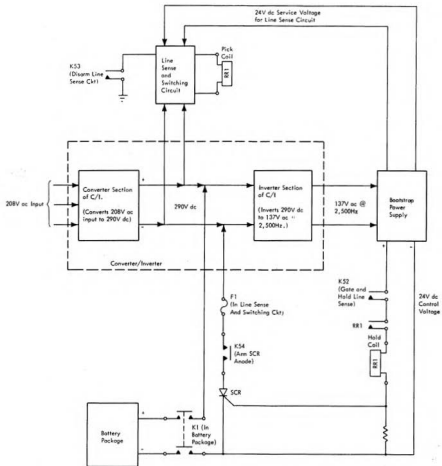 24V dc Service Voltage
for Line Sense Circuit
K53
(Disarm Line
Sense Ckt)
Line
Sense
and
Switching
Circuit
Pick
Coil
RR1
208V ac Input
Converter Section
of C/I.
(Converts 208V ac
input to 290V dc)
+
-
290V dc
Inverter Section
of C/I
(Inverts 290V dc
to 137V ac
2,500Hz.)
137V ac @
2,500Hz
Bootstrap
Power
Supply
Converter/Inverter
+
-
F1
(In Line Sense
And Switching Ckt)
K52
(Gate and
Hold Line
Sense)
24V dc
Control
Voltage
RR1
Hold
Coil
RR1
K54
(Arm SCR
Anode)
SCR
Battery
Package
+
-
K1 (In
Battery
Package)